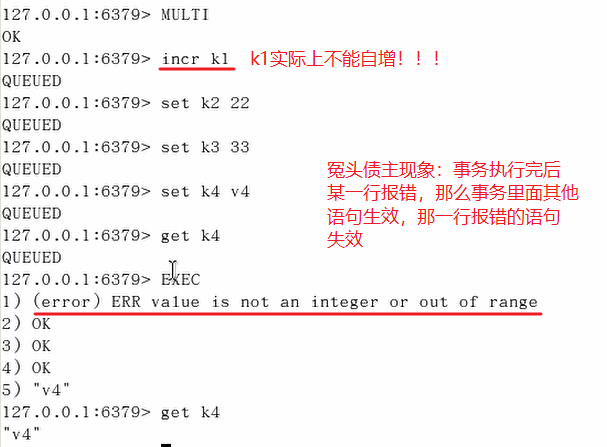 127.0.0.1:6379> MULTI
OK
127.0.0.1:6379> incr k1 k1实际上不能自增！！！
QUEUED
127.0.0.1:6379> set k2 22
QUEUED
127.0.0.1:6379> set k3 33
QUEUED
127.0.0.1:6379> set k4 v4
QUEUED
127.0.0.1:6379> get k4
QUEUED
冤头债主现象：事务执行完后
某一行报错，那么事务里面其他
语句生效，那一行报错的语句
失效
127.0.0.1:6379> EXEC
1) (error) ERR value is not an integer or out of range
2) OK
3) OK
4) OK
5) "v4"
127.0.0.1:6379> get k4
"v4"